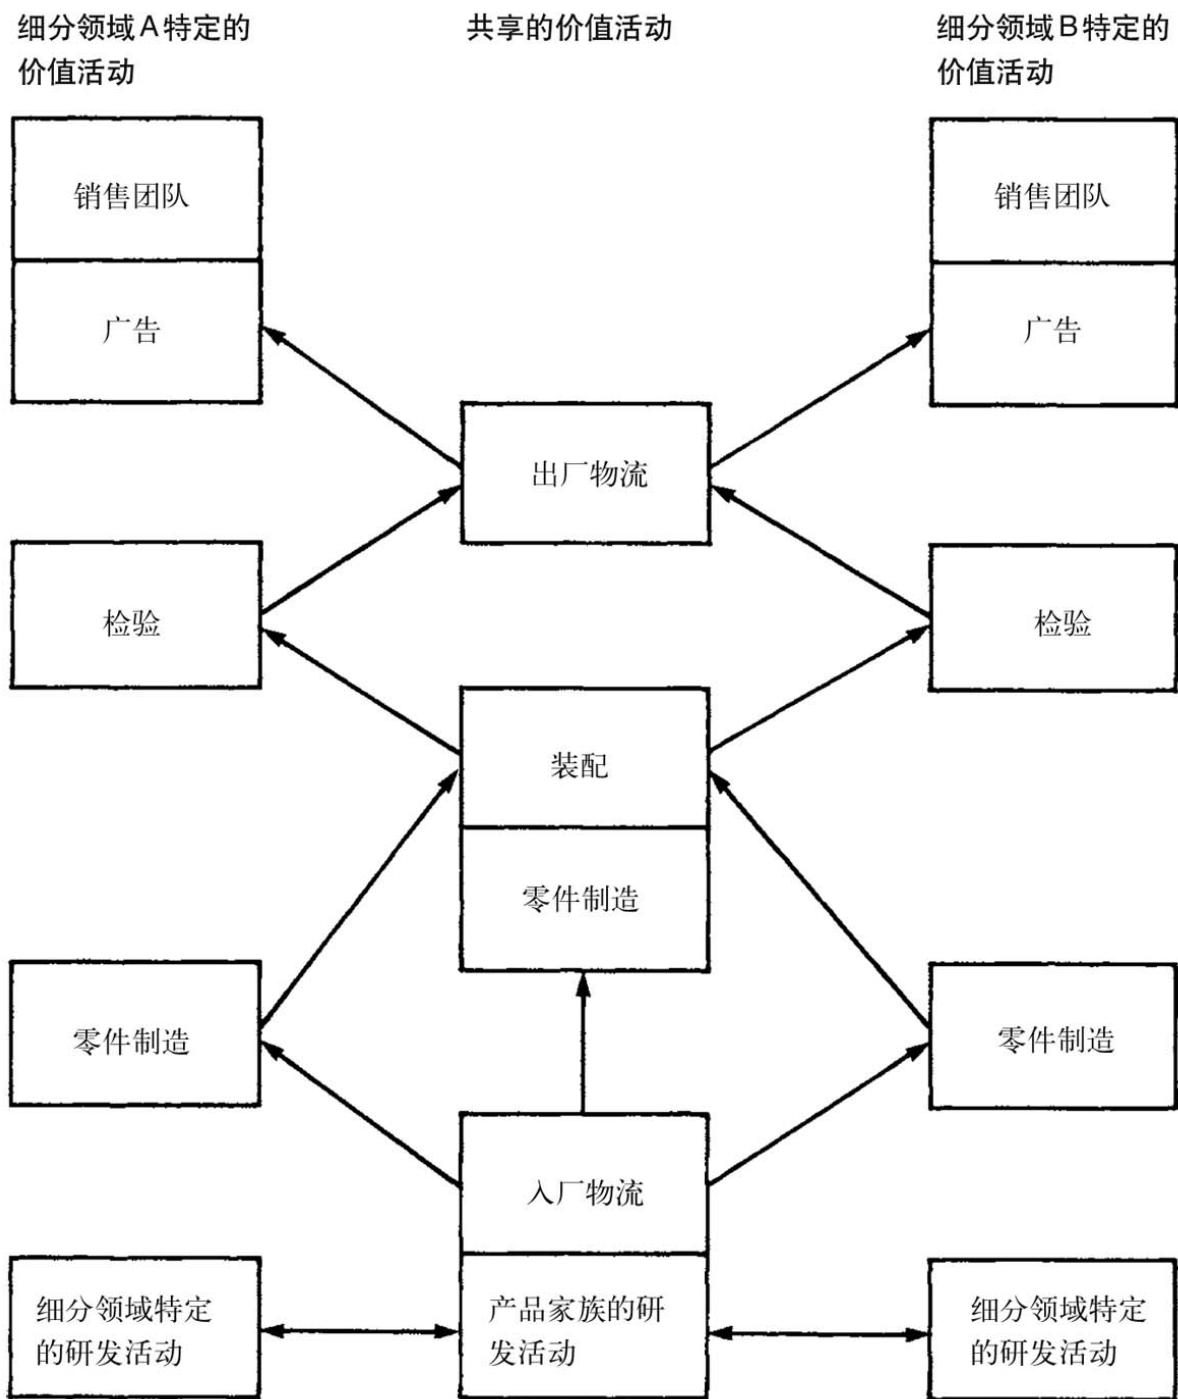 细分领域A特定的
价值活动
共享的价值活动
细分领域B特定的
价值活动
销售团队
广告
销售团队
广告
出厂物流
检验
检验
装配
零件制造
零件制造
零件制造
入厂物流
细分领域特定
的研发活动
产品家族的研
发活动
细分领域特定
的研发活动